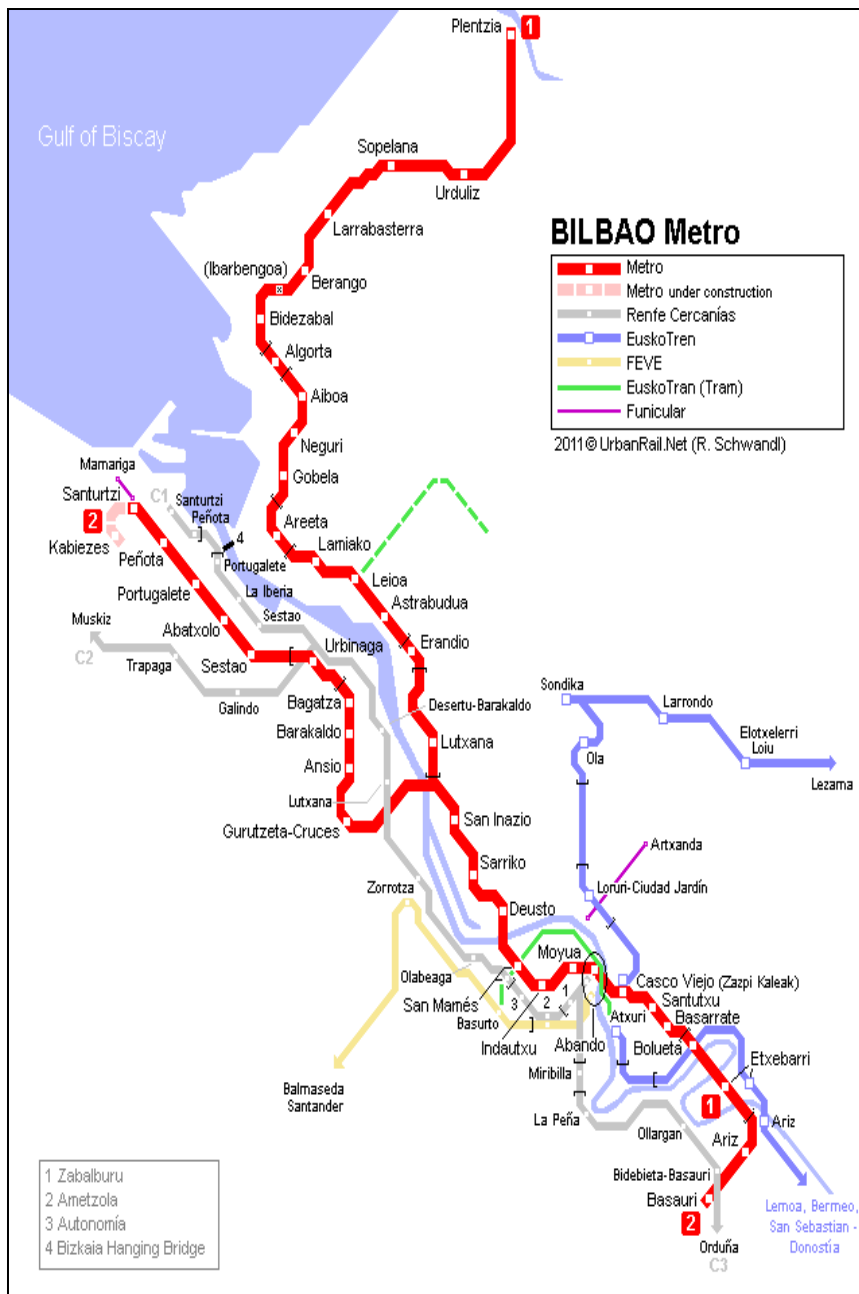 Plentzia
1
Gulf of Biscay
Sopelana
Urduliz
Larrabasterra
BILBAO Metro
Metro
Metro under construction
Renfe Cercanías
EuskoTren
FEVE
EuskoTran (Tram)
Funicular
2011© UrbanRail.Net (R. Schwandl)
(Ibarbengoa)
Berango
Bidezabal
Algorta
Aiboa
Neguri
Gobela
Mamariga
Santurtzi
C1
Santurtzi
Peñota
4
2
Kabiezes
Areeta
Lamiako
Peñota
Portugalete
Leioa
Portugalete
La Iberia
Astrabudua
Muskiz
Abatxolo
Sestao
Erandio
C2
Trapaga
Sestao
Urbinaga
Galindo
Bagatza
Desertu-Barakaldo
Sondika
Larrondo
Barakaldo
Lutxana
Ola
Elotxelerri
Loiu
Ansio
Lezama
Lutxana
San Inazio
Gurutzeta-Cruces
Artxanda
Sarriko
Zorrotza
Loruri-Ciudad Jardín
Deusto
Moyua
Olabeaga
Casco Viejo (Zazpi Kaleak)
San Mamés
1
3
2
Santutxu
Atxuri
Basarrate
Basurto
Indautxu
Abando
Bolueta
Etxebarri
Miribilla
Balmaseda
Santander
1
La Peña
Ollargan
Ariz
Ariz
Bidebieta-Basauri
Basauri
2
Orduña
C3
Lemoa, Bermeo,
San Sebastian -
Donostía
1 Zabalburu
2 Ametzola
3 Autonomía
4 Bizkaia Hanging Bridge